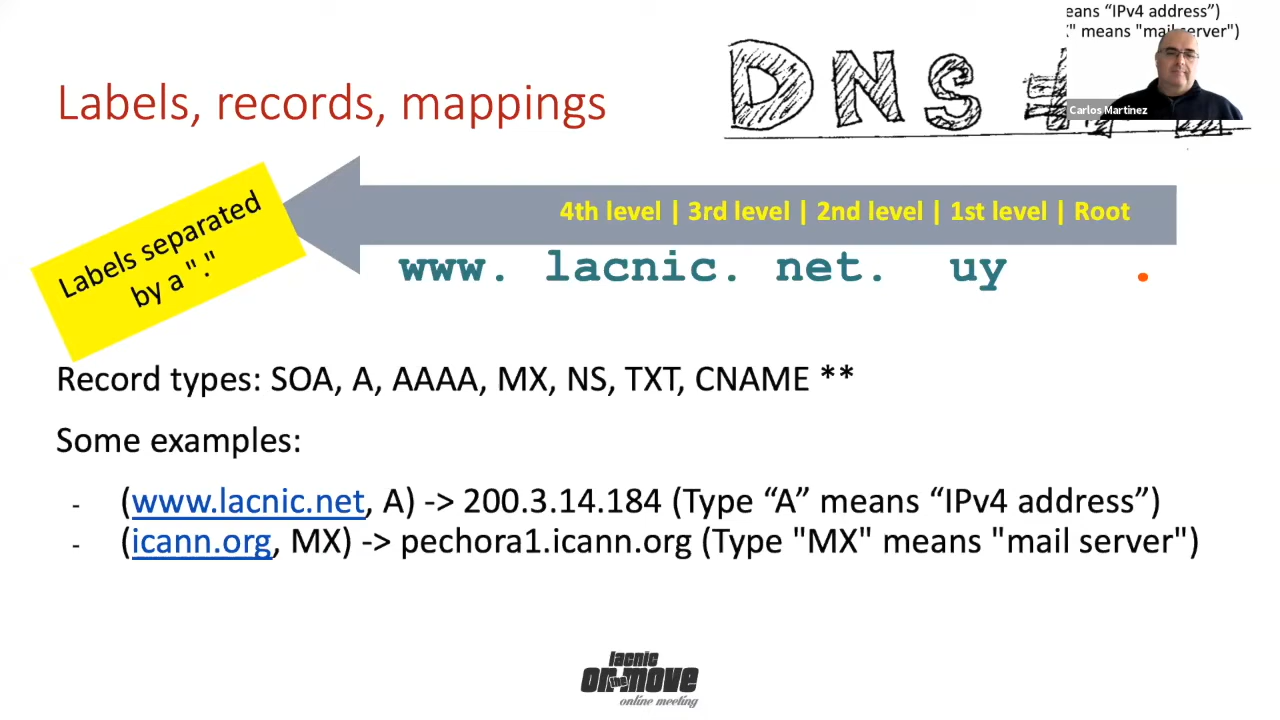 eans “IPv4 address”)
" means "mail server")
DNS
Carlos Martinez
Labels, records, mappings
Labels separated
by a "."
4th level | 3rd level | 2nd level | 1st level | Root
www. lacnic. net. uy .
Record types: SOA, A, AAAA, MX, NS, TXT, CNAME **
Some examples:
- (www.lacnic.net, A) -> 200.3.14.184 (Type “A” means “IPv4 address”)
- (icann.org, MX) -> pechora1.icann.org (Type "MX" means "mail server")
lacnic
on the move
online meeting